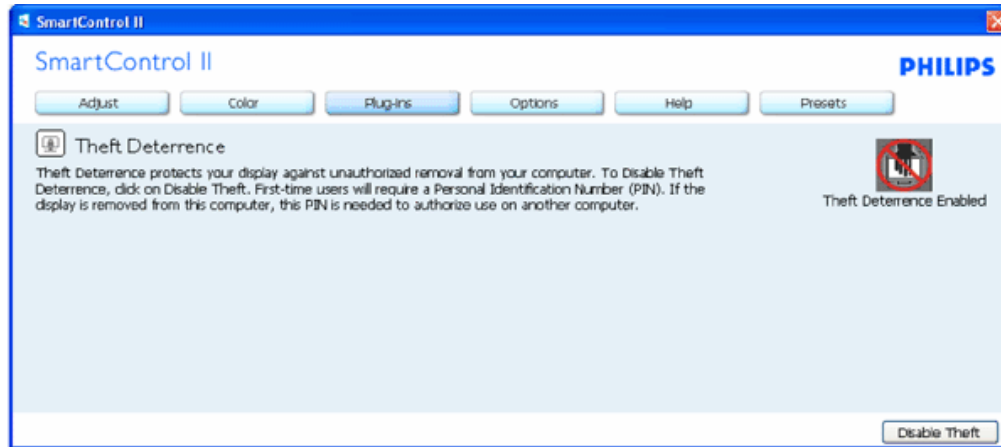 SmartControl II
SmartControl II
PHILIPS
Adjust
Color
Plug-Ins
Options
Help
Presets
Theft Deterrence
Theft Deterrence protects your display against unauthorized removal from your computer. To Disable Theft
Deterrence, click on Disable Theft. First-time users will require a Personal Identification Number (PIN). If the
display is removed from this computer, this PIN is needed to authorize use on another computer.
Theft Deterrence Enabled
Disable Theft